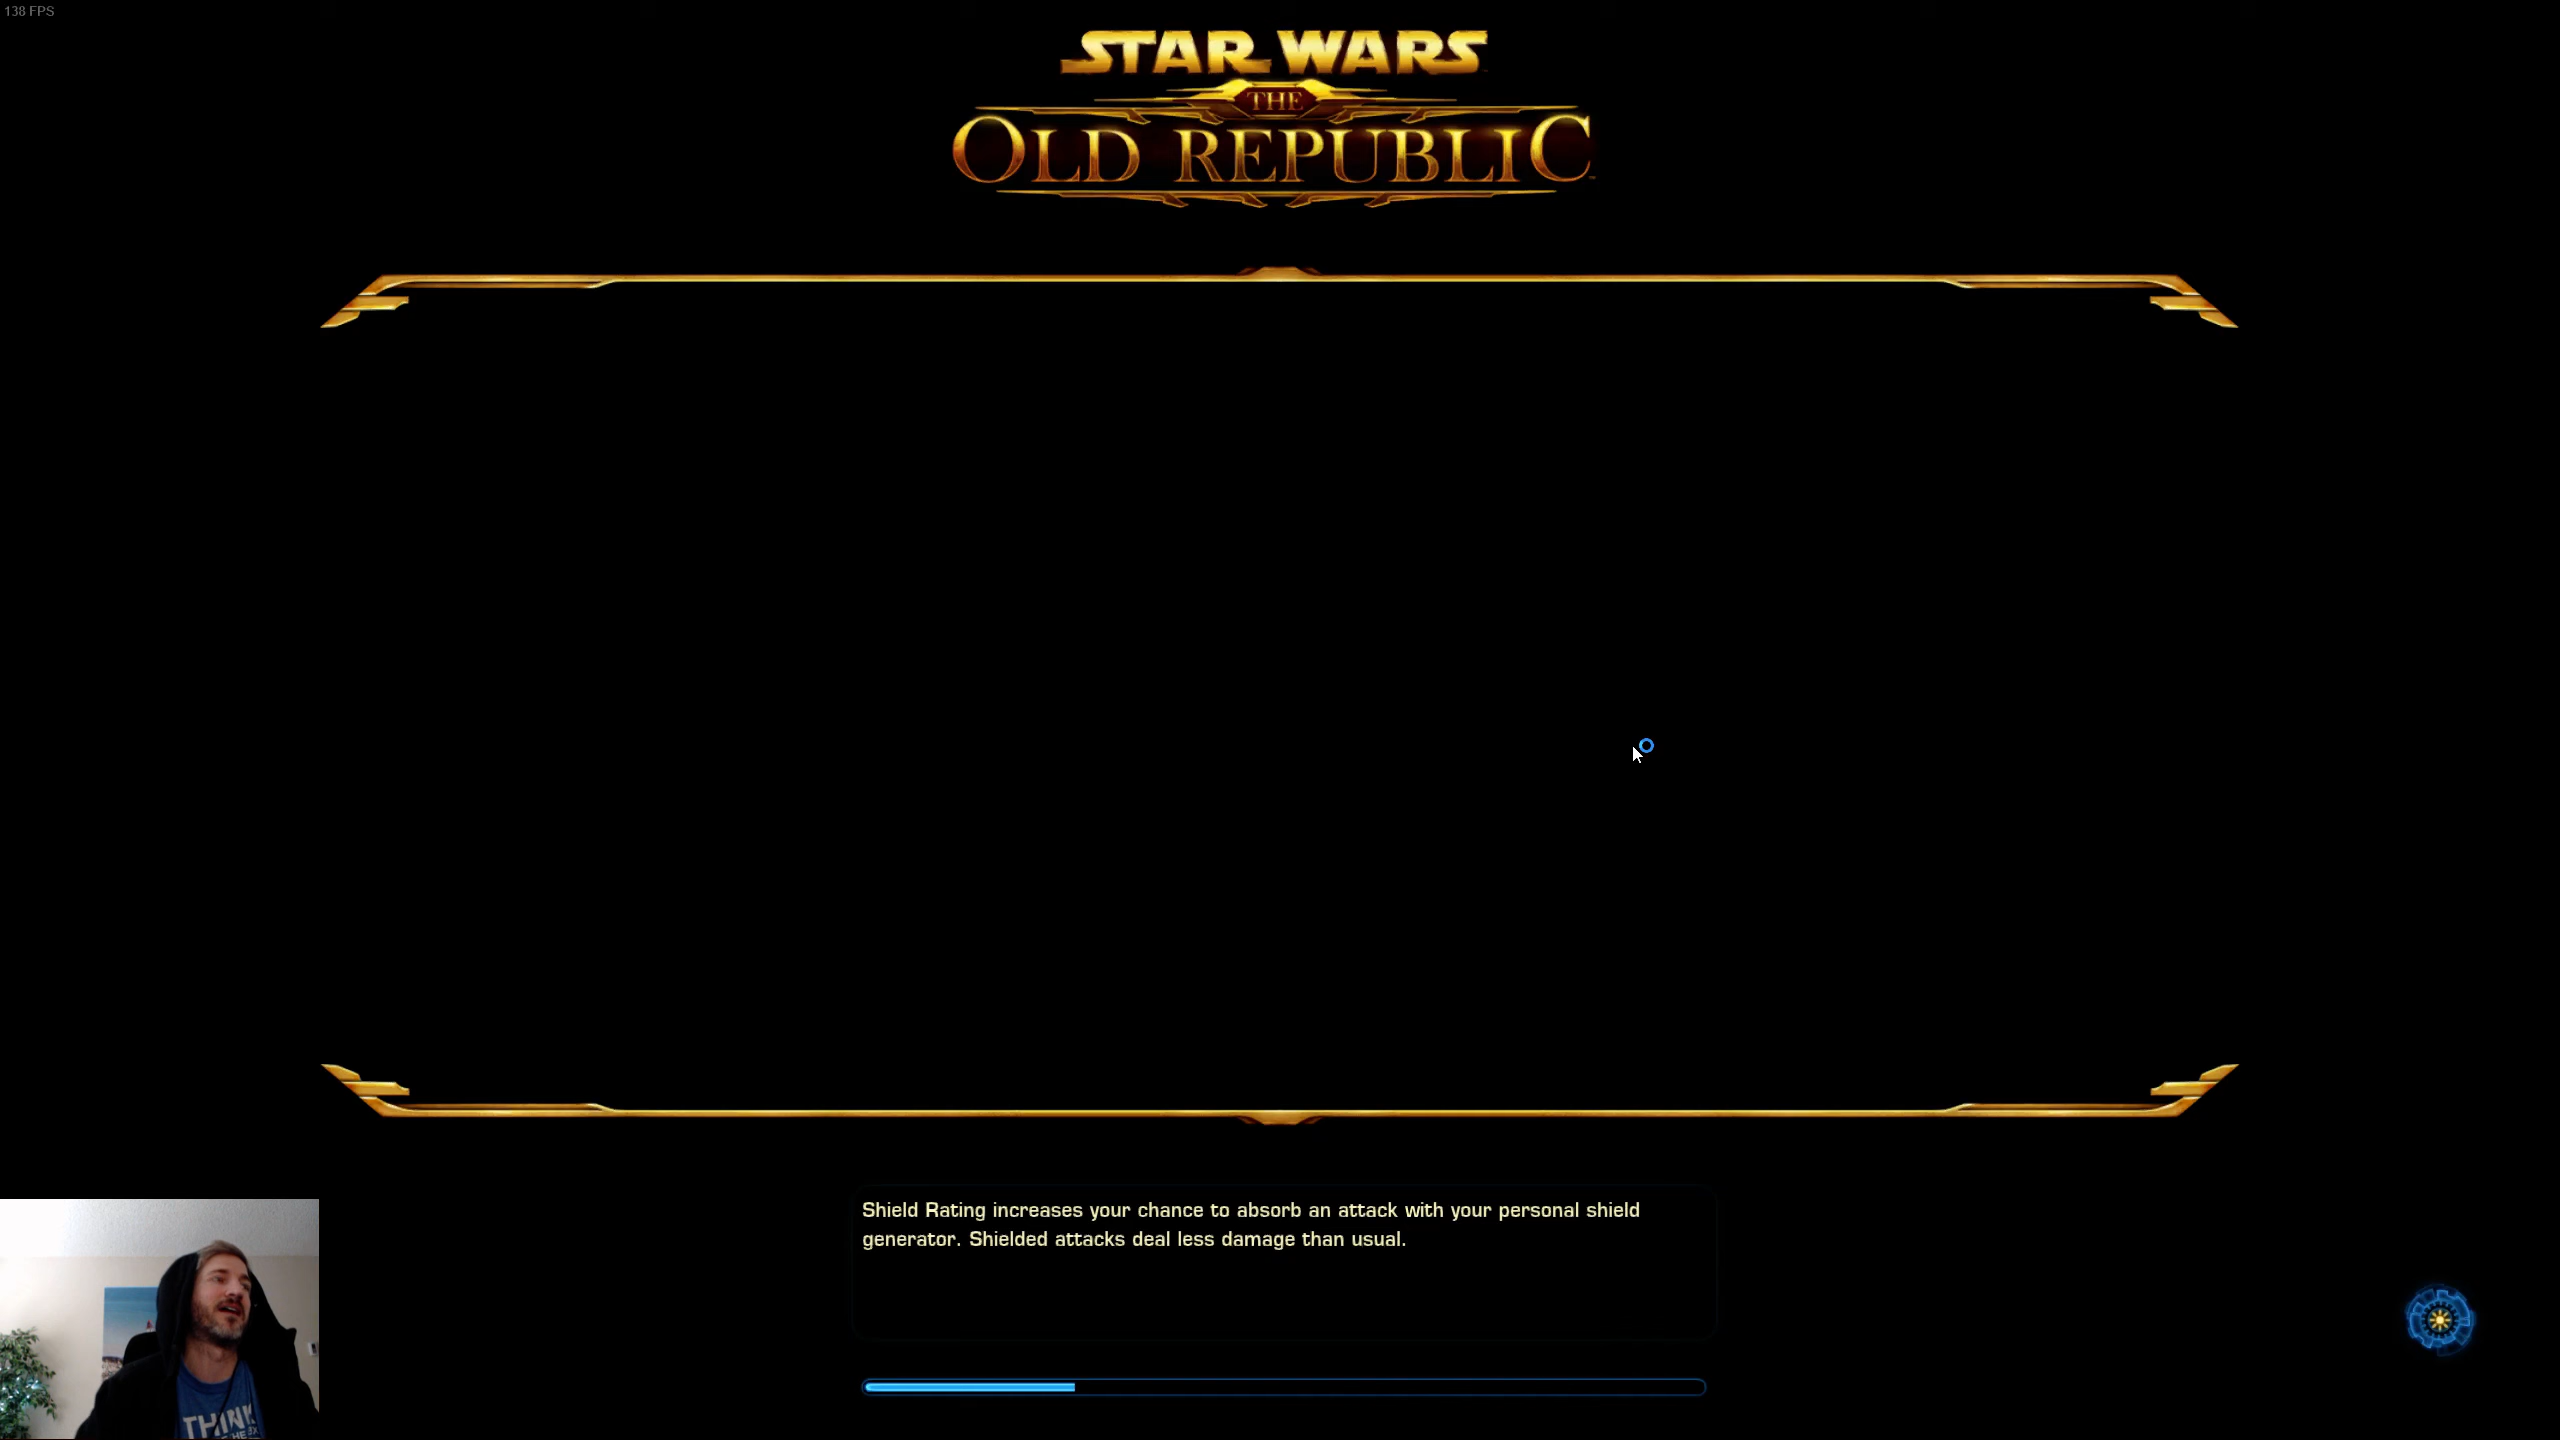 138 FPS
STAR WARS
THE
OLD REPUBLIC
Shield Rating increases your chance to absorb an attack with your personal shield
generator. Shielded attacks deal less damage than usual.
THINK